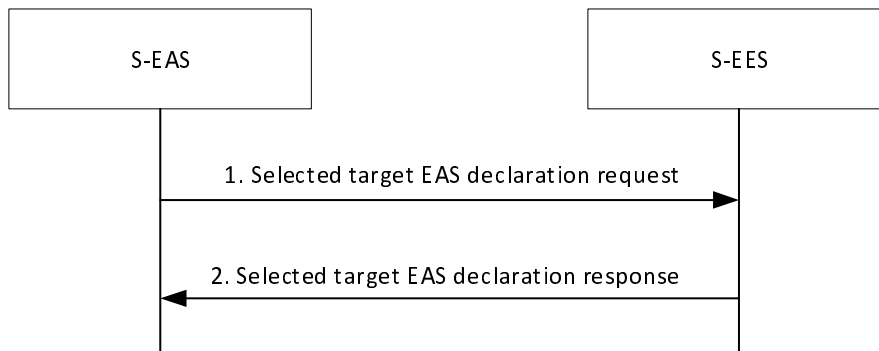 S-EAS
S-EES
1. Selected target EAS declaration request
2. Selected target EAS declaration response